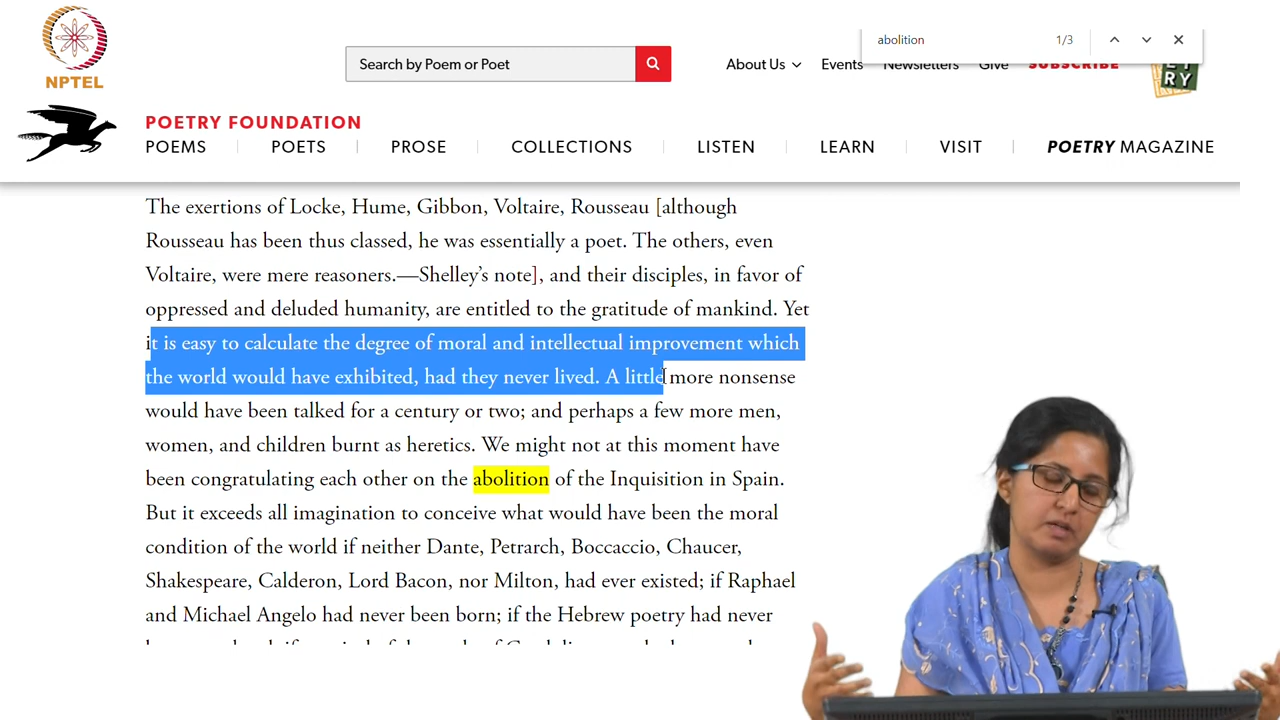 NPTEL
Search by Poem or Poet
abolition 1/3
About Us Events Newsletters Give SUBSCRIBE
RY
POETRY FOUNDATION
POEMS POETS PROSE COLLECTIONS LISTEN LEARN VISIT POETRY MAGAZINE
The exertions of Locke, Hume, Gibbon, Voltaire, Rousseau [although
Rousseau has been thus classed, he was essentially a poet. The others, even
Voltaire, were mere reasoners.—Shelley's note], and their disciples, in favor of
oppressed and deluded humanity, are entitled to the gratitude of mankind. Yet
it is easy to calculate the degree of moral and intellectual improvement which
the world would have exhibited, had they never lived. A little more nonsense
would have been talked for a century or two; and perhaps a few more men,
women, and children burnt as heretics. We might not at this moment have
been congratulating each other on the abolition of the Inquisition in Spain.
But it exceeds all imagination to conceive what would have been the moral
condition of the world if neither Dante, Petrarch, Boccaccio, Chaucer,
Shakespeare, Calderon, Lord Bacon, nor Milton, had ever existed; if Raphael
and Michael Angelo had never been born; if the Hebrew poetry had never